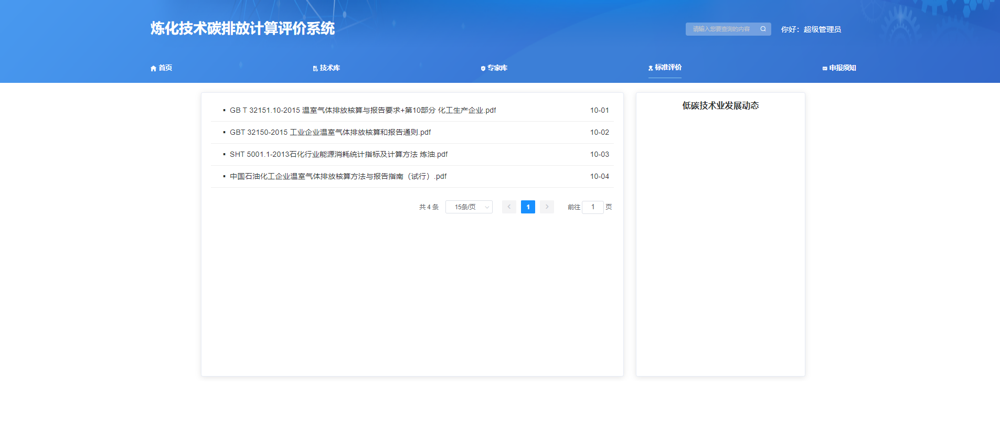 炼化技术碳排放计算评价系统
请输入您要查询的内容
你好：超级管理员
首页
技术库
专家库
标准评价
申报须知
▪ GB T 32151.10-2015 温室气体排放核算与报告要求+第10部分 化工生产企业.pdf 10-01
▪ GBT 32150-2015 工业企业温室气体排放核算和报告通则.pdf 10-02
▪ SHT 5001.1-2013石化行业能源消耗统计指标及计算方法 炼油.pdf 10-03
▪ 中国石油化工企业温室气体排放核算方法与报告指南（试行）.pdf 10-04
共 4 条 15条/页 1 前往 1 页
低碳技术业发展动态